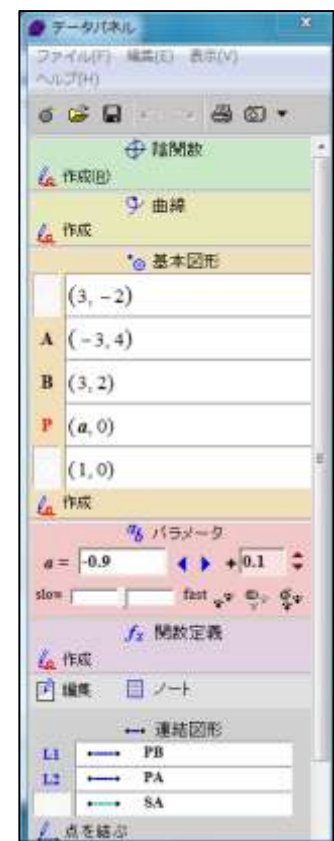 データパネル
ファイル(F) 編集(E) 表示(V)
ヘルプ(H)
陰関数
作成(R)
曲線
作成
基本図形
(3, −2)
A (−3, 4)
B (3, 2)
P (a, 0)
(1, 0)
作成
パラメータ
a = -0.9 + 0.1
slow fast
関数定義
作成
編集 ノート
連結図形
L1 PB
L2 PA
SA
点を結ぶ